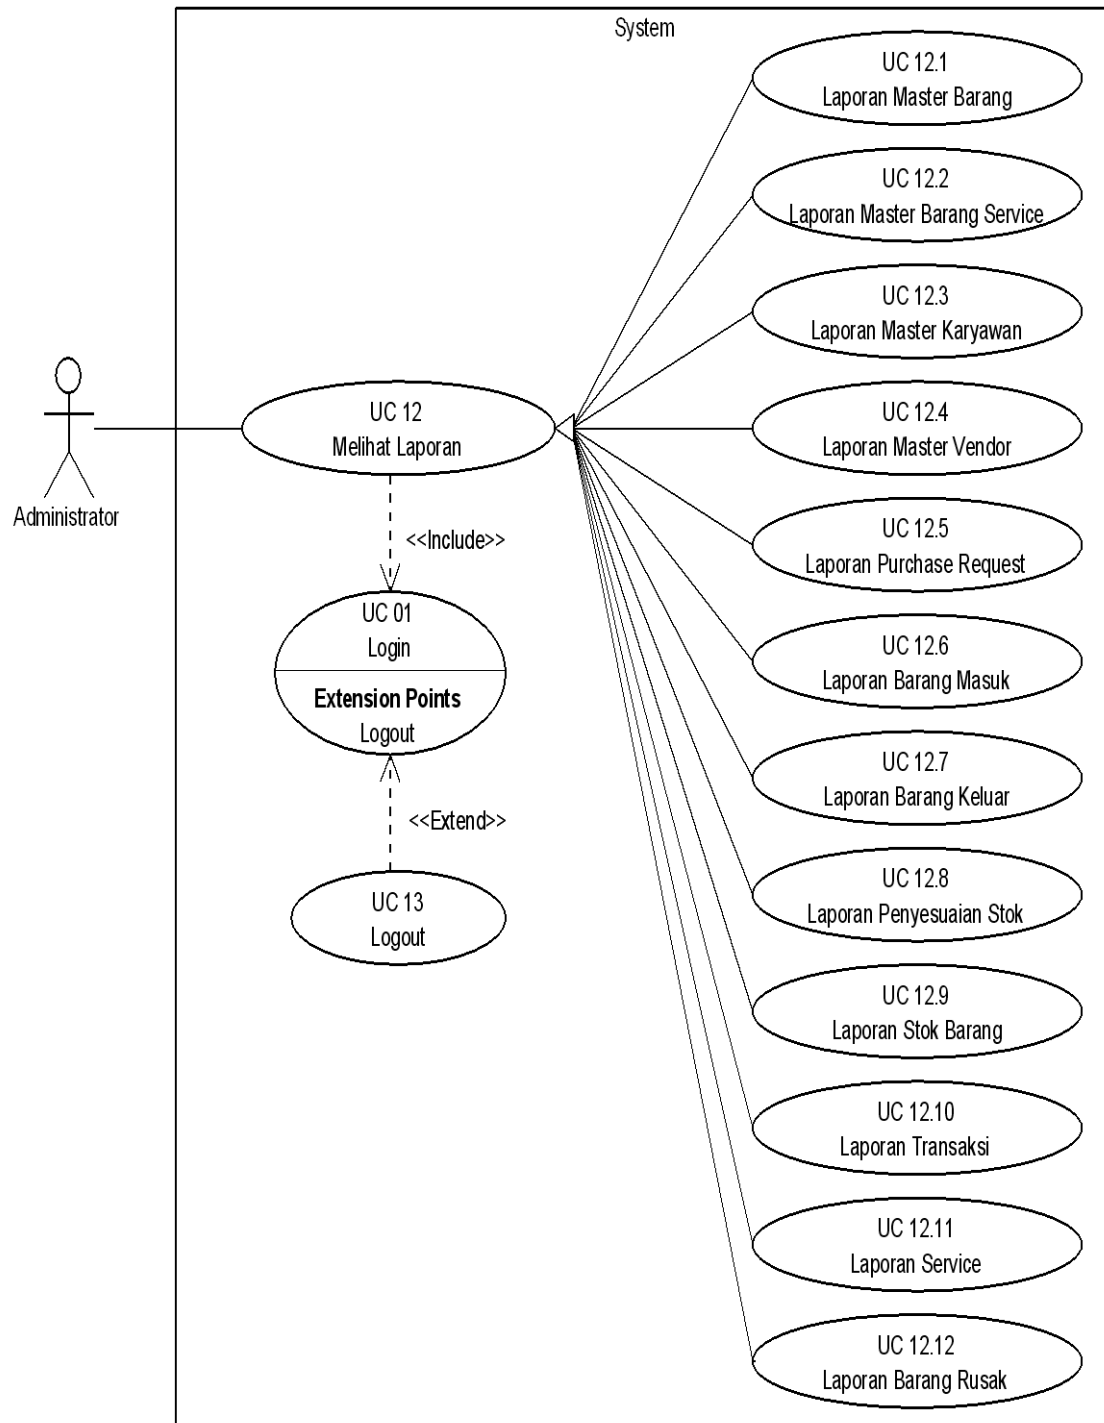 System
Administrator
UC 12
Melihat Laporan
<<Include>>
UC 01
Login
Extension Points
Logout
<<Extend>>
UC 13
Logout
UC 12.1
Laporan Master Barang
UC 12.2
Laporan Master Barang Service
UC 12.3
Laporan Master Karyawan
UC 12.4
Laporan Master Vendor
UC 12.5
Laporan Purchase Request
UC 12.6
Laporan Barang Masuk
UC 12.7
Laporan Barang Keluar
UC 12.8
Laporan Penyesuaian Stok
UC 12.9
Laporan Stok Barang
UC 12.10
Laporan Transaksi
UC 12.11
Laporan Service
UC 12.12
Laporan Barang Rusak